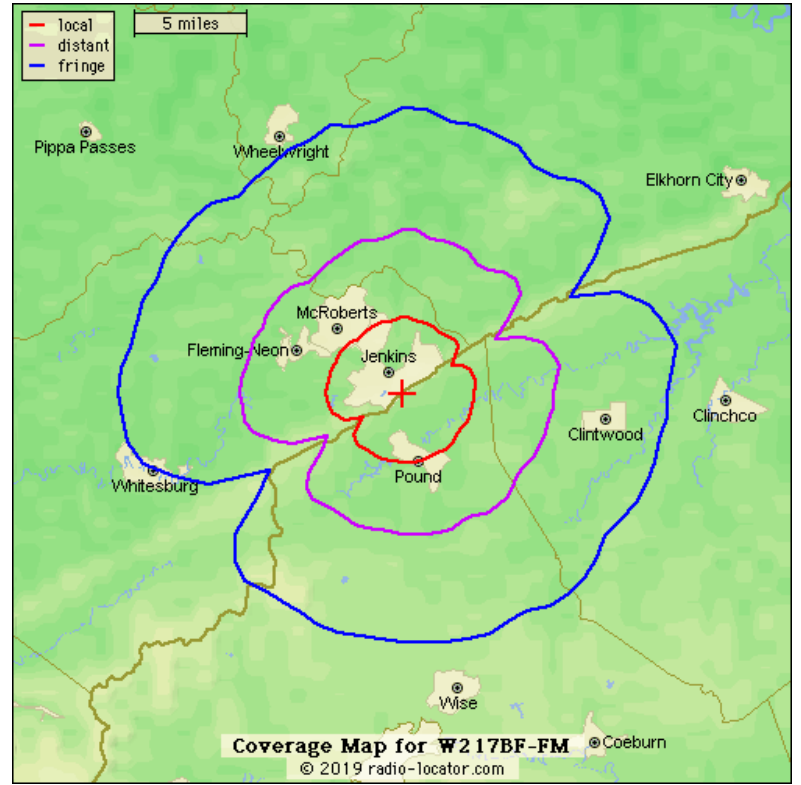 local
distant
fringe
5 miles
Pippa Passes
Wheelwright
Elkhorn City
McRoberts
Fleming-Neon
Jenkins
Clinchco
Clintwood
Whitesburg
Pound
Wise
Coverage Map for W217BF-FM
Coeburn
© 2019 radio-locator.com